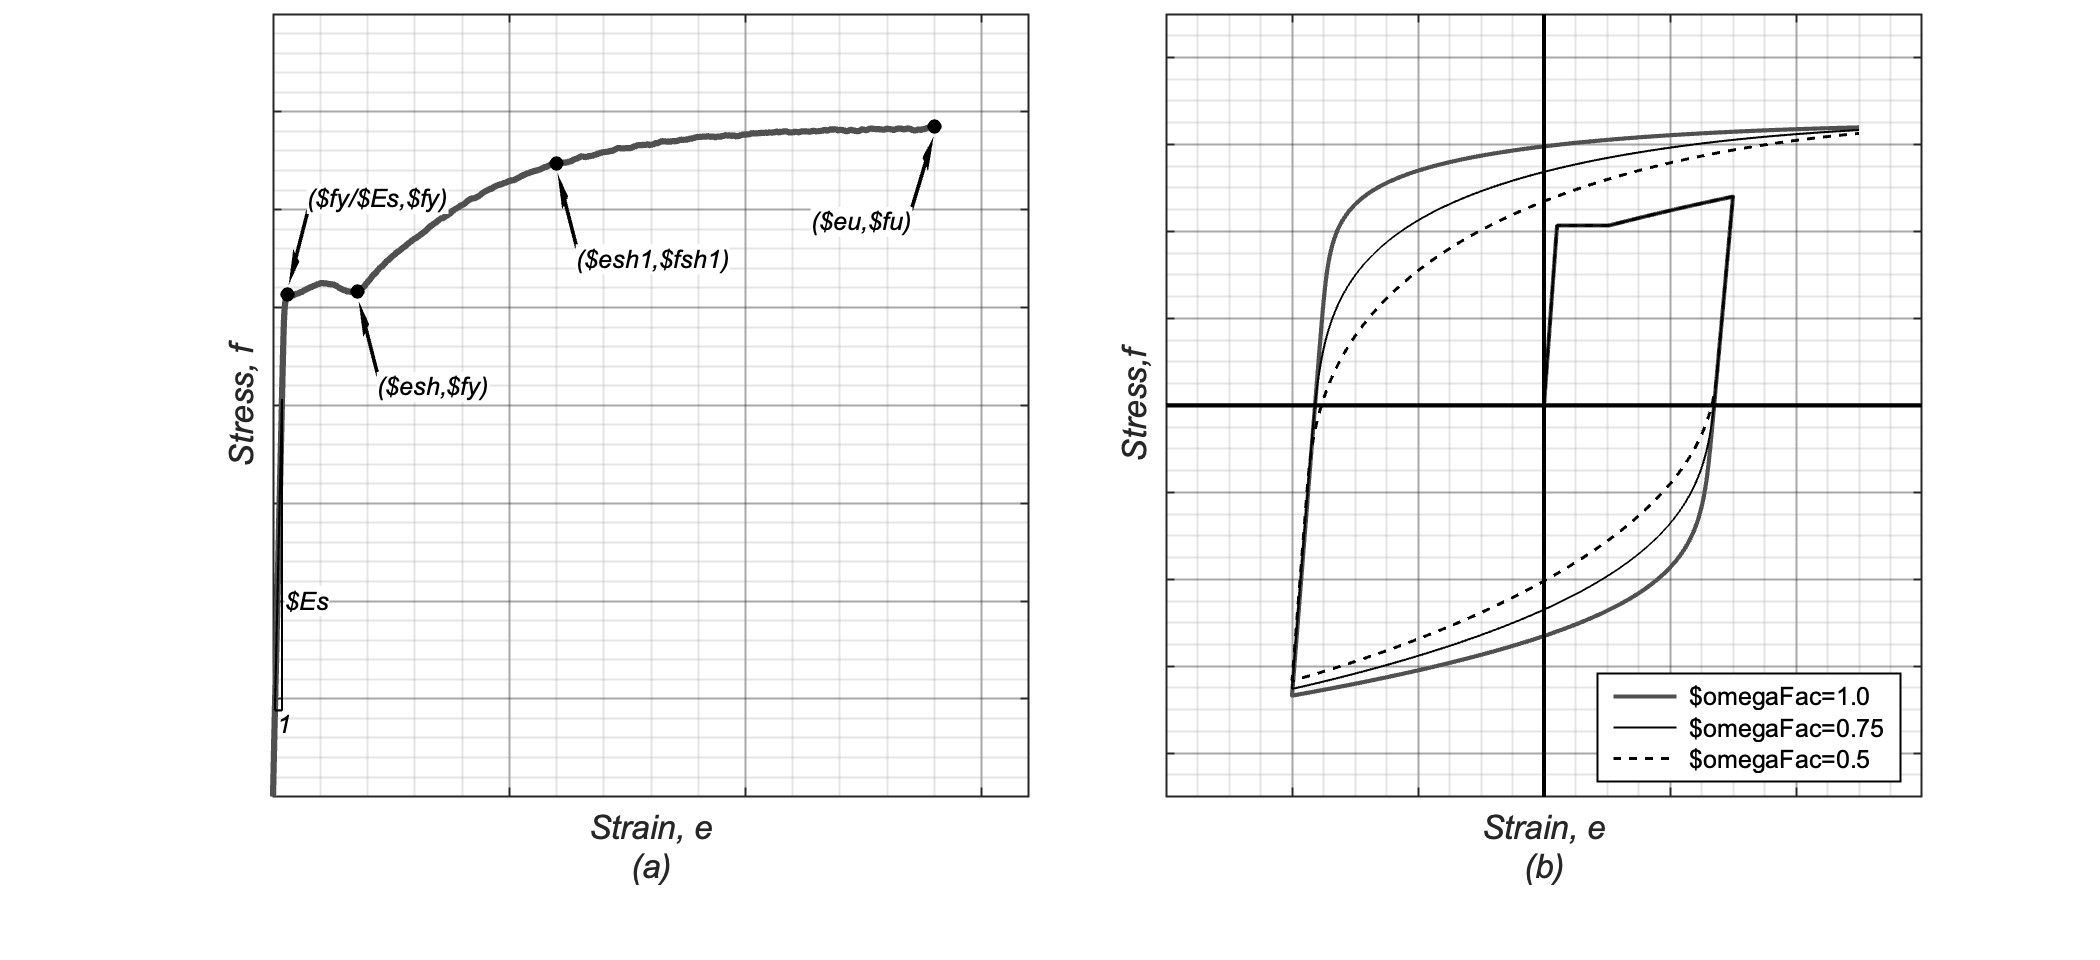 ($fy/$Es,$fy)
($eu,$fu)
($esh1,$fsh1)
($esh,$fy)
Stress, f
$Es
1
Strain, e
(a)
Stress,f
$omegaFac=1.0
$omegaFac=0.75
$omegaFac=0.5
Strain, e
(b)